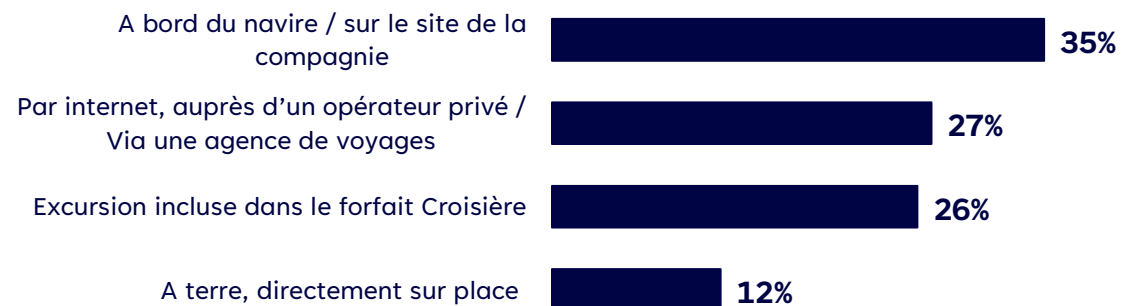 A bord du navire / sur le site de la
compagnie
35%
Par internet, auprès d’un opérateur privé /
Via une agence de voyages
27%
Excursion incluse dans le forfait Croisière
26%
A terre, directement sur place
12%